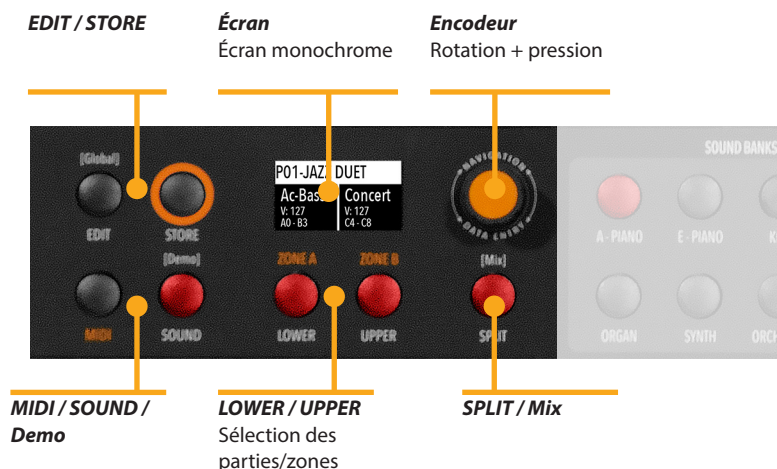 EDIT / STORE
Écran
Écran monochrome
Encodeur
Rotation + pression
[Global]
EDIT
STORE
MIDI
[Demo]
SOUND
P01-JAZZ DUET
Ac-Bass
V: 127
A0 - B3
Concert
V: 127
C4 - C8
ZONE A
ZONE B
LOWER
UPPER
NAVIGATION
DATA ENTRY
[Mix]
SPLIT
SOUND BANKS
A - PIANO
E - PIANO
ORGAN
SYNTH
MIDI / SOUND /
Demo
LOWER / UPPER
Sélection des
parties/zones
SPLIT / Mix